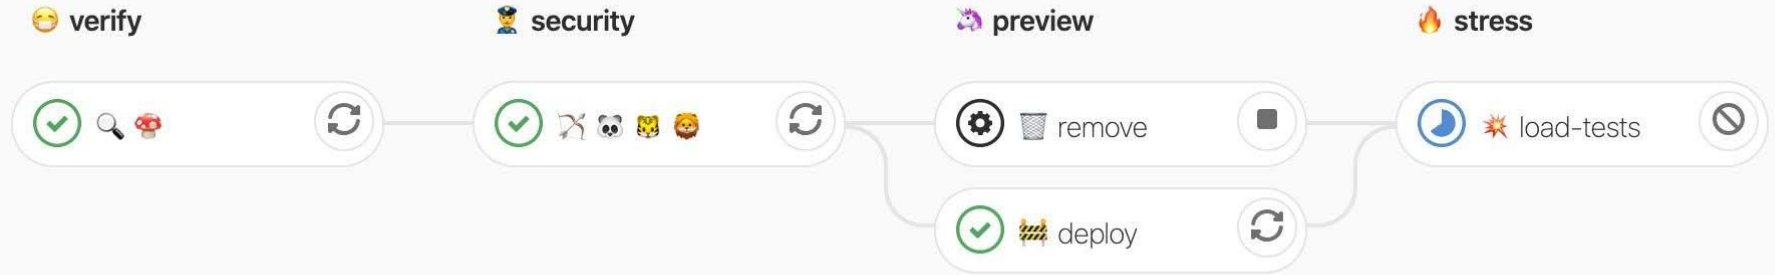 😷 verify
👮 security
🦄 preview
🔥 stress
🔍 🍄
🏹 🐼 🐯 🦁
🗑 remove
💥 load-tests
🚧 deploy